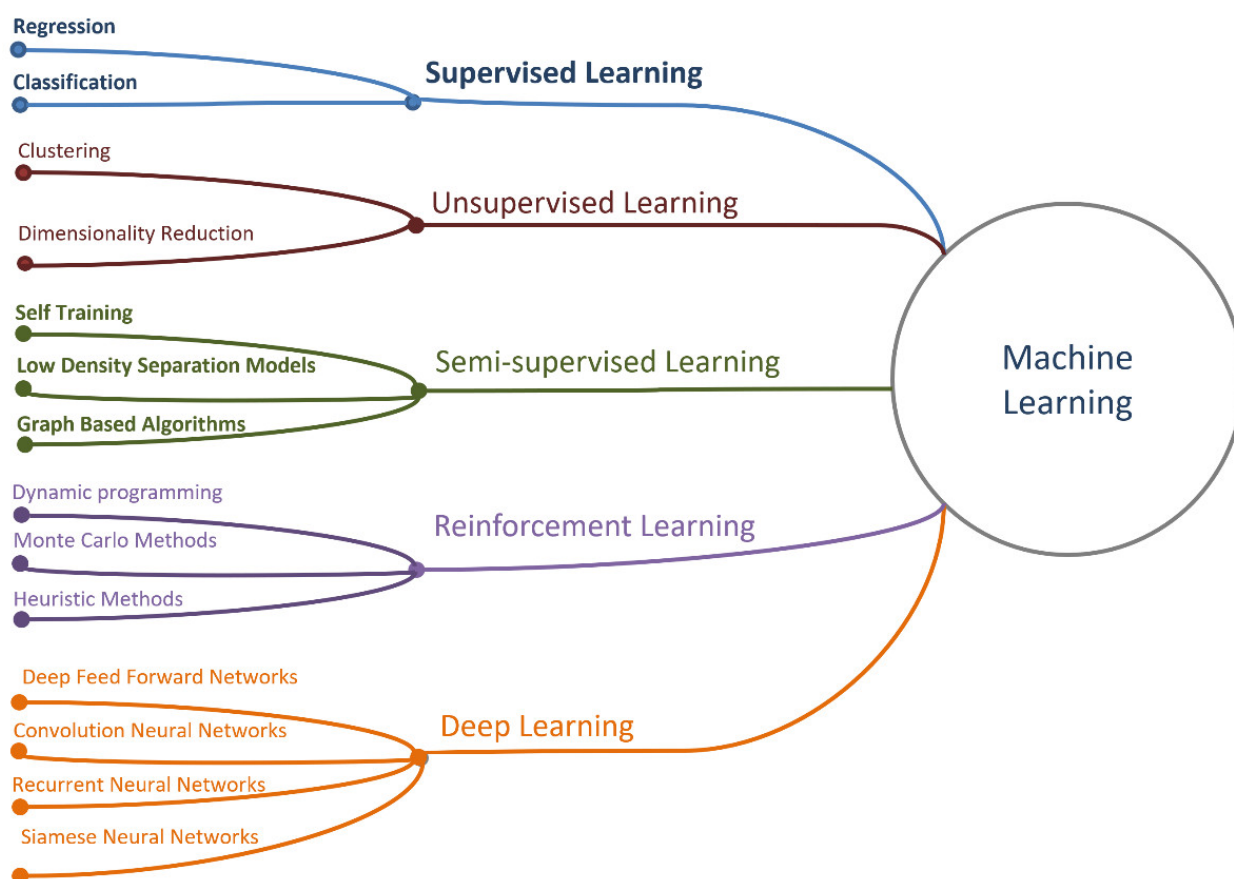 Regression
Supervised Learning
Classification
Clustering
Unsupervised Learning
Dimensionality Reduction
Self Training
Low Density Separation Models
Semi-supervised Learning
Graph Based Algorithms
Machine
Learning
Dynamic programming
Reinforcement Learning
Monte Carlo Methods
Heuristic Methods
Deep Feed Forward Networks
Deep Learning
Convolution Neural Networks
Recurrent Neural Networks
Siamese Neural Networks